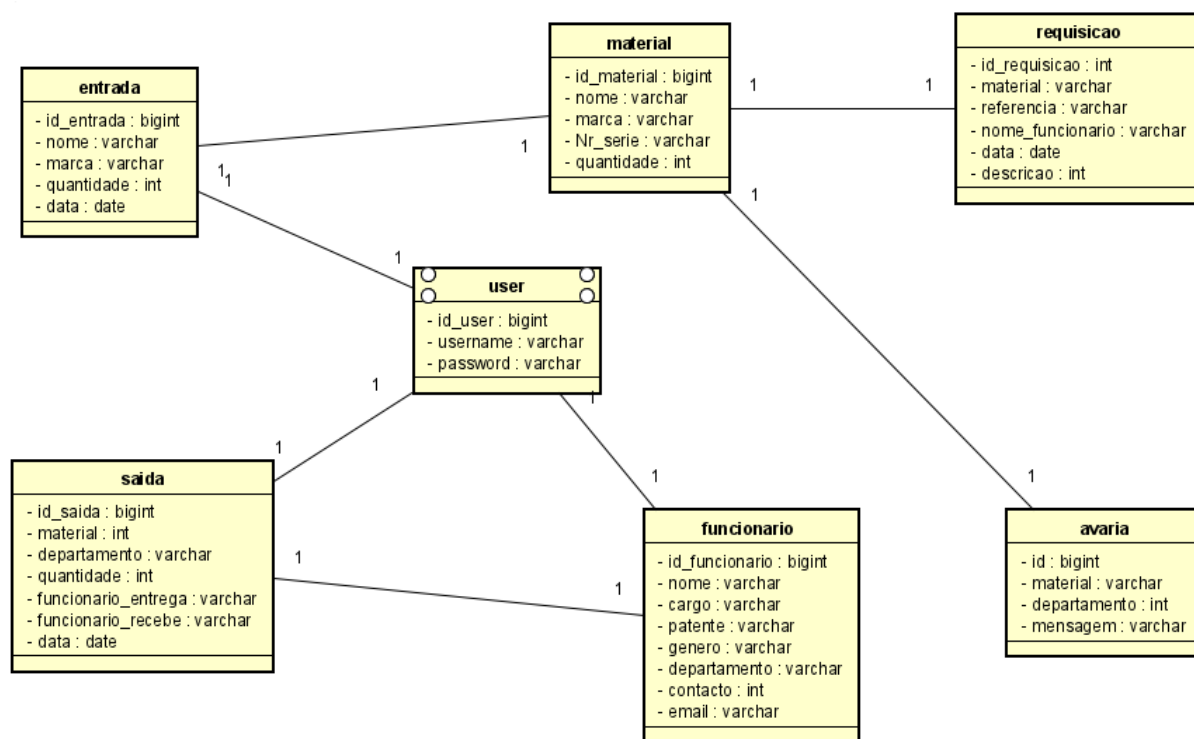 material
- id_material : bigint
- nome : varchar
- marca : varchar
- Nr_serie : varchar
- quantidade : int
requisicao
- id_requisicao : int
- material : varchar
- referencia : varchar
- nome_funcionario : varchar
- data : date
- descricao : int
entrada
- id_entrada : bigint
- nome : varchar
- marca : varchar
- quantidade : int
- data : date
1
1
1
1
1
1
1
user
- id_user : bigint
- username : varchar
- password : varchar
1
1
1
1
1
saida
- id_saida : bigint
- material : int
- departamento : varchar
- quantidade : int
- funcionario_entrega : varchar
- funcionario_recebe : varchar
- data : date
1
1
funcionario
- id_funcionario : bigint
- nome : varchar
- cargo : varchar
- patente : varchar
- genero : varchar
- departamento : varchar
- contacto : int
- email : varchar
avaria
- id : bigint
- material : varchar
- departamento : int
- mensagem : varchar